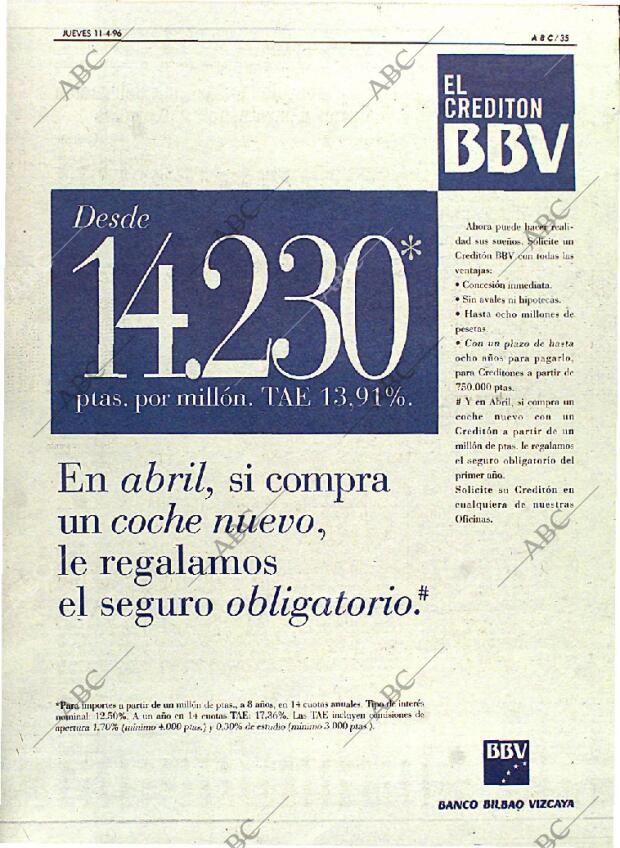 JUEVES 11-4-96
A B C / 35
EL
CREDITON
BBV
Desde
14.230*
ptas. por millón. TAE 13,91%.
Ahora puede hacer reali-
dad sus sueños. Solicite un
Creditón BBV con todas las
ventajas:
• Concesión inmediata.
• Sin avales ni hipotecas.
• Hasta ocho millones de
pesetas.
• Con un plazo de hasta
ocho años para pagarlo,
para Creditones a partir de
750.000 ptas.
# Y en Abril, si compra un
coche nuevo con un
Creditón a partir de un
millón de ptas. le regalamos
el seguro obligatorio del
primer año.
Solicite su Creditón en
cualquiera de nuestras
Oficinas.
En abril, si compra
un coche nuevo,
le regalamos
el seguro obligatorio.#
*Para importes a partir de un millón de ptas., a 8 años, en 14 cuotas anuales. Tipo de interés
nominal: 12,50%. A un año en 14 cuotas TAE: 17,36%. Las TAE incluyen comisiones de
apertura 1,70% (mínimo 4.000 ptas.) y 0,30% de estudio (mínimo 3.000 ptas.).
BBV
BANCO BILBAO VIZCAYA